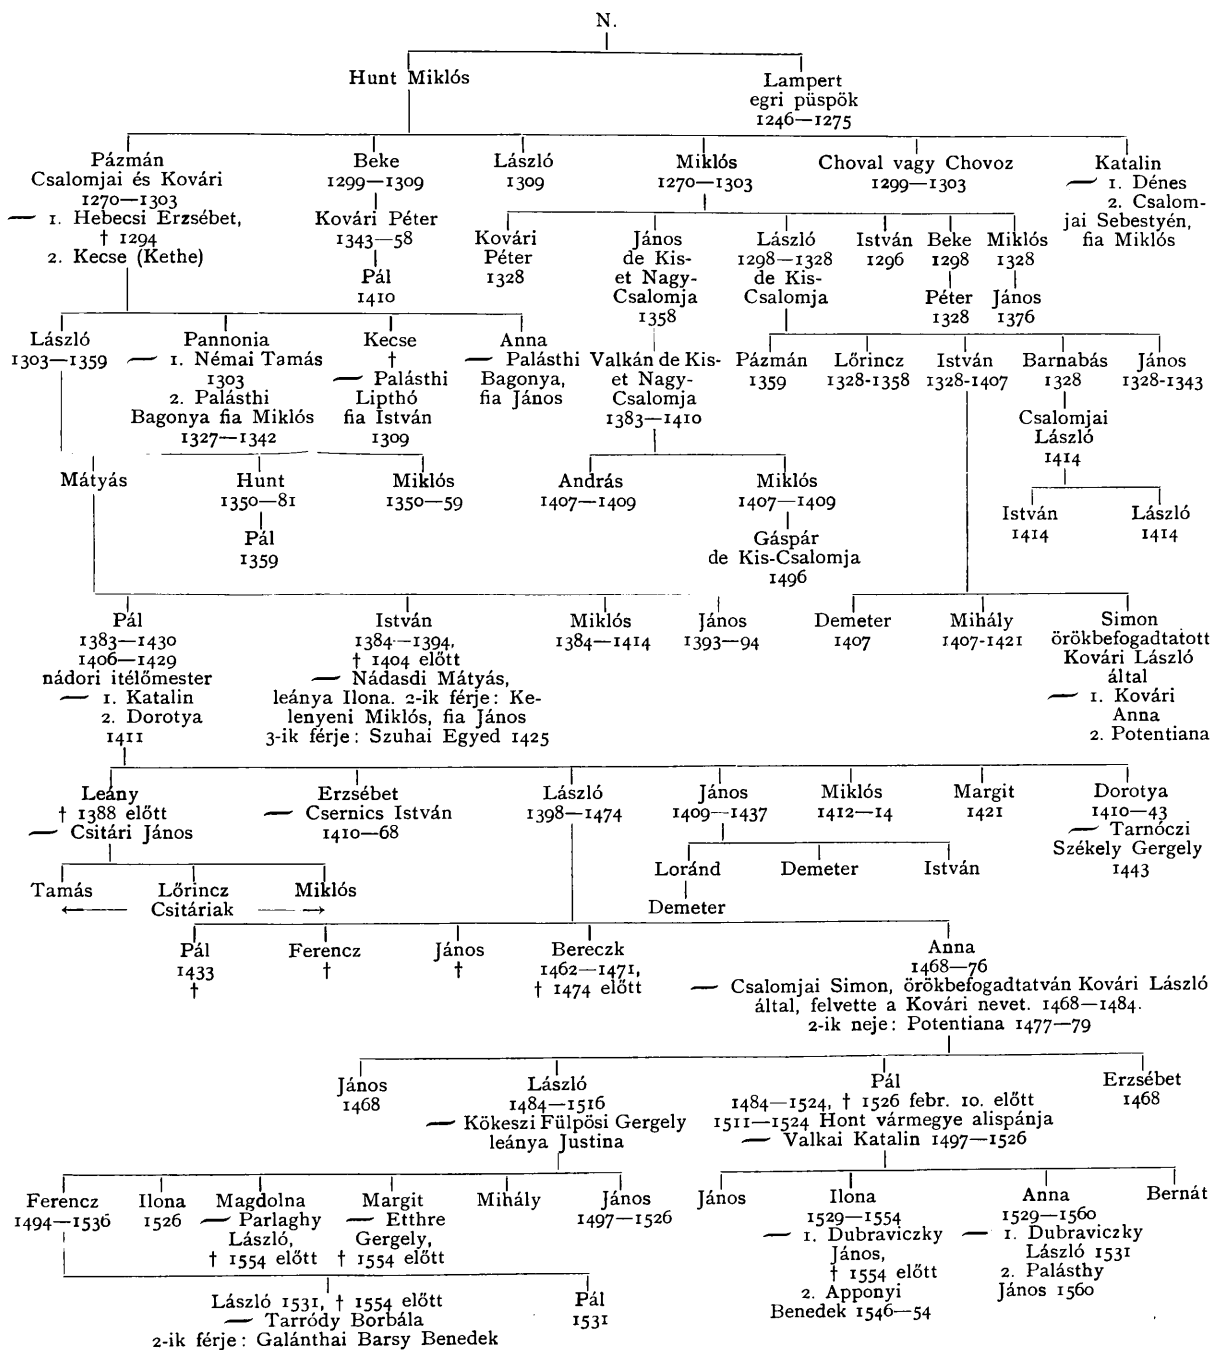 N.
Hunt Miklós
Lampert
egri püspök
1246—1275
Pázmán
Csalomjai és Kovári
1270—1303
1. Hebecsi Erzsébet,
† 1294
2. Kecse (Kethe)
Beke
1299—1309
Kovári Péter
1343—58
Pál
1410
László
1309
Miklós
1270—1303
Choval vagy Chovoz
1299—1303
Katalin
1. Dénes
2. Csalom-
jai Sebestyén,
fia Miklós
Kovári
Péter
1328
János
de Kis-
et Nagy-
Csalomja
1358
László
1298—1328
de Kis-
Csalomja
István
1296
Beke
1298
Péter
1328
Miklós
1328
János
1376
László
1303—1359
Pannonia
1. Némai Tamás
1303
2. Palásthi
Bagonya fia Miklós
1327—1342
Kecse
†
Palásthi
Lipthó
fia István
1309
Anna
Palásthi
Bagonya,
fia János
Valkán de Kis-
et Nagy-
Csalomja
1383—1410
Pázmán
1359
Lőrincz
1328-1358
István
1328-1407
Barnabás
1328
Csalomjai
László
1414
János
1328-1343
Mátyás
Hunt
1350—81
Pál
1359
Miklós
1350—59
András
1407—1409
Miklós
1407—1409
Gáspár
de Kis-Csalomja
1496
István
1414
László
1414
Pál
1383—1430
1406—1429
nádori itélőmester
1. Katalin
2. Dorotya
1411
István
1384—1394,
† 1404 előtt
Nádasdi Mátyás,
leánya Ilona. 2-ik férje: Ke-
lenyeni Miklós, fia János
3-ik férje: Szuhai Egyed 1425
Miklós
1384—1414
János
1393—94
Demeter
1407
Mihály
1407-1421
Simon
örökbefogadtatott
Kovári László
által
1. Kovári
Anna
2. Potentiana
Leány
† 1388 előtt
Csitári János
Erzsébet
Csernics István
1410—68
László
1398—1474
János
1409—1437
Miklós
1412—14
Margit
1421
Dorotya
1410—43
Tarnóczi
Székely Gergely
1443
Tamás
Lőrincz
Miklós
Csitáriak
Loránd
Demeter
István
Demeter
Pál
1433
†
Ferencz
†
János
†
Bereczk
1462—1471,
† 1474 előtt
Anna
1468—76
Csalomjai Simon, örökbefogadtatván Kovári László
által, felvette a Kovári nevet. 1468—1484.
2-ik neje: Potentiana 1477—79
János
1468
László
1484—1516
Kökeszi Fülpösi Gergely
leánya Justina
Pál
1484—1524, † 1526 febr. 10. előtt
1511—1524 Hont vármegye alispánja
Valkai Katalin 1497—1526
Erzsébet
1468
Ferencz
1494—1536
Ilona
1526
Magdolna
Parlaghy
László,
† 1554 előtt
Margit
Etthre
Gergely,
† 1554 előtt
Mihály
János
1497—1526
János
Ilona
1529—1554
1. Dubraviczky
János,
† 1554 előtt
2. Apponyi
Benedek 1546—54
Anna
1529—1560
1. Dubraviczky
László 1531
2. Palásthy
János 1560
Bernát
László 1531, † 1554 előtt
Tarródy Borbála
2-ik férje: Galánthai Barsy Benedek
Pál
1531